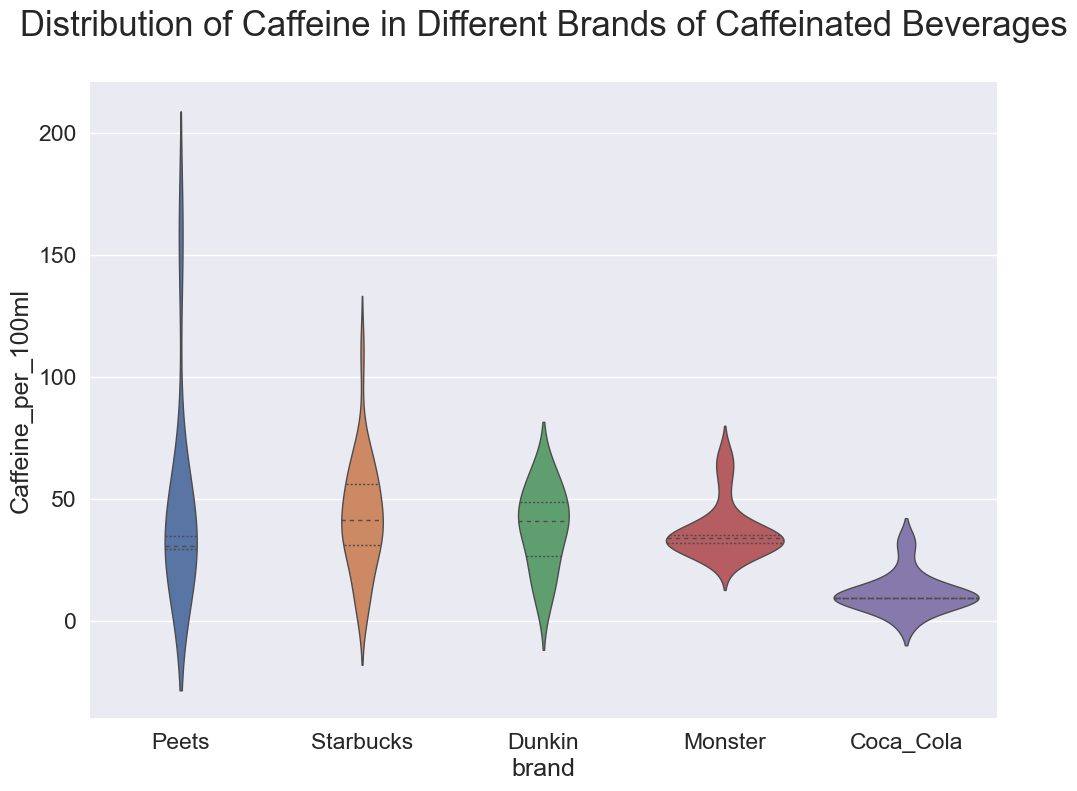 Distribution of Caffeine in Different Brands of Caffeinated Beverages
Caffeine_per_100ml
200
150
100
50
0
Peets Starbucks Dunkin Monster Coca_Cola
brand